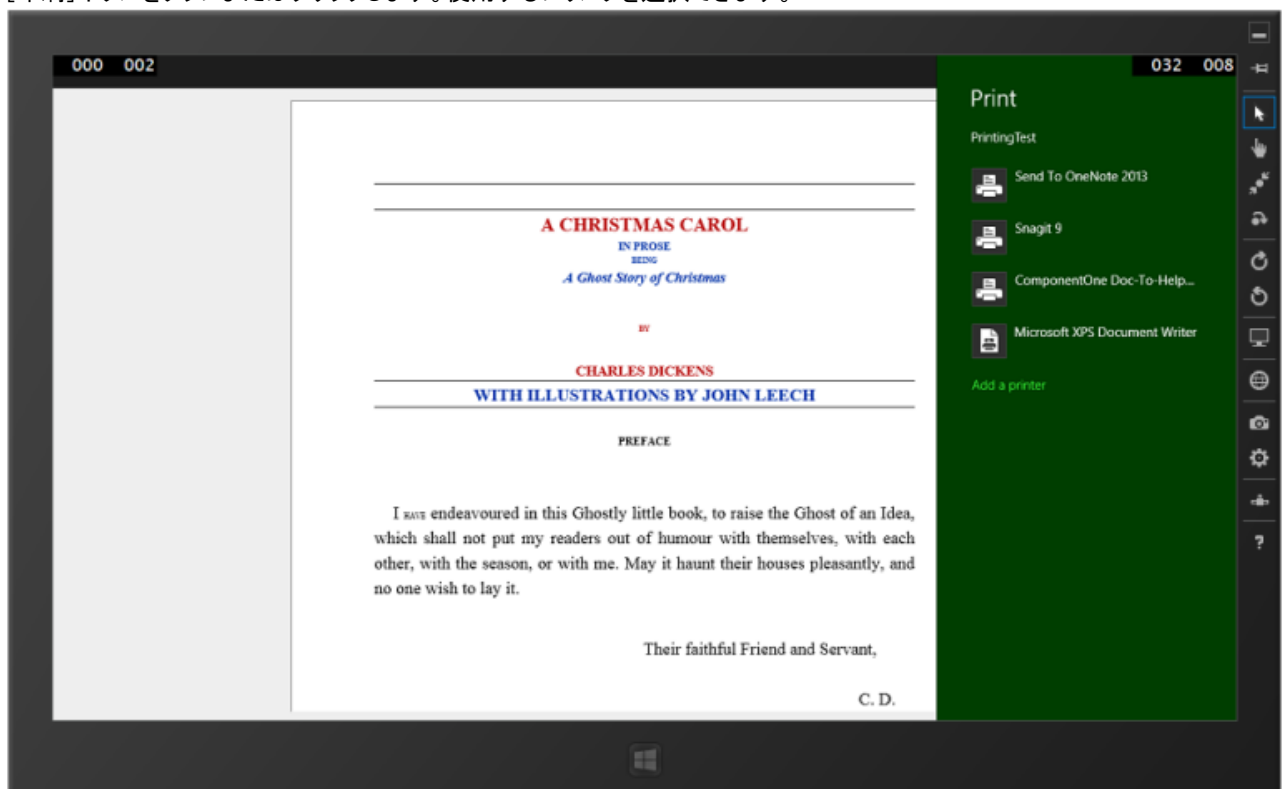 000 002
032 008
A CHRISTMAS CAROL
IN PROSE
BEING
A Ghost Story of Christmas
BY
CHARLES DICKENS
WITH ILLUSTRATIONS BY JOHN LEECH
PREFACE
I HAVE endeavoured in this Ghostly little book, to raise the Ghost of an Idea,
which shall not put my readers out of humour with themselves, with each
other, with the season, or with me. May it haunt their houses pleasantly, and
no one wish to lay it.
Their faithful Friend and Servant,
C. D.
Print
PrintingTest
Send To OneNote 2013
Snagit 9
ComponentOne Doc-To-Help...
Microsoft XPS Document Writer
Add a printer
?